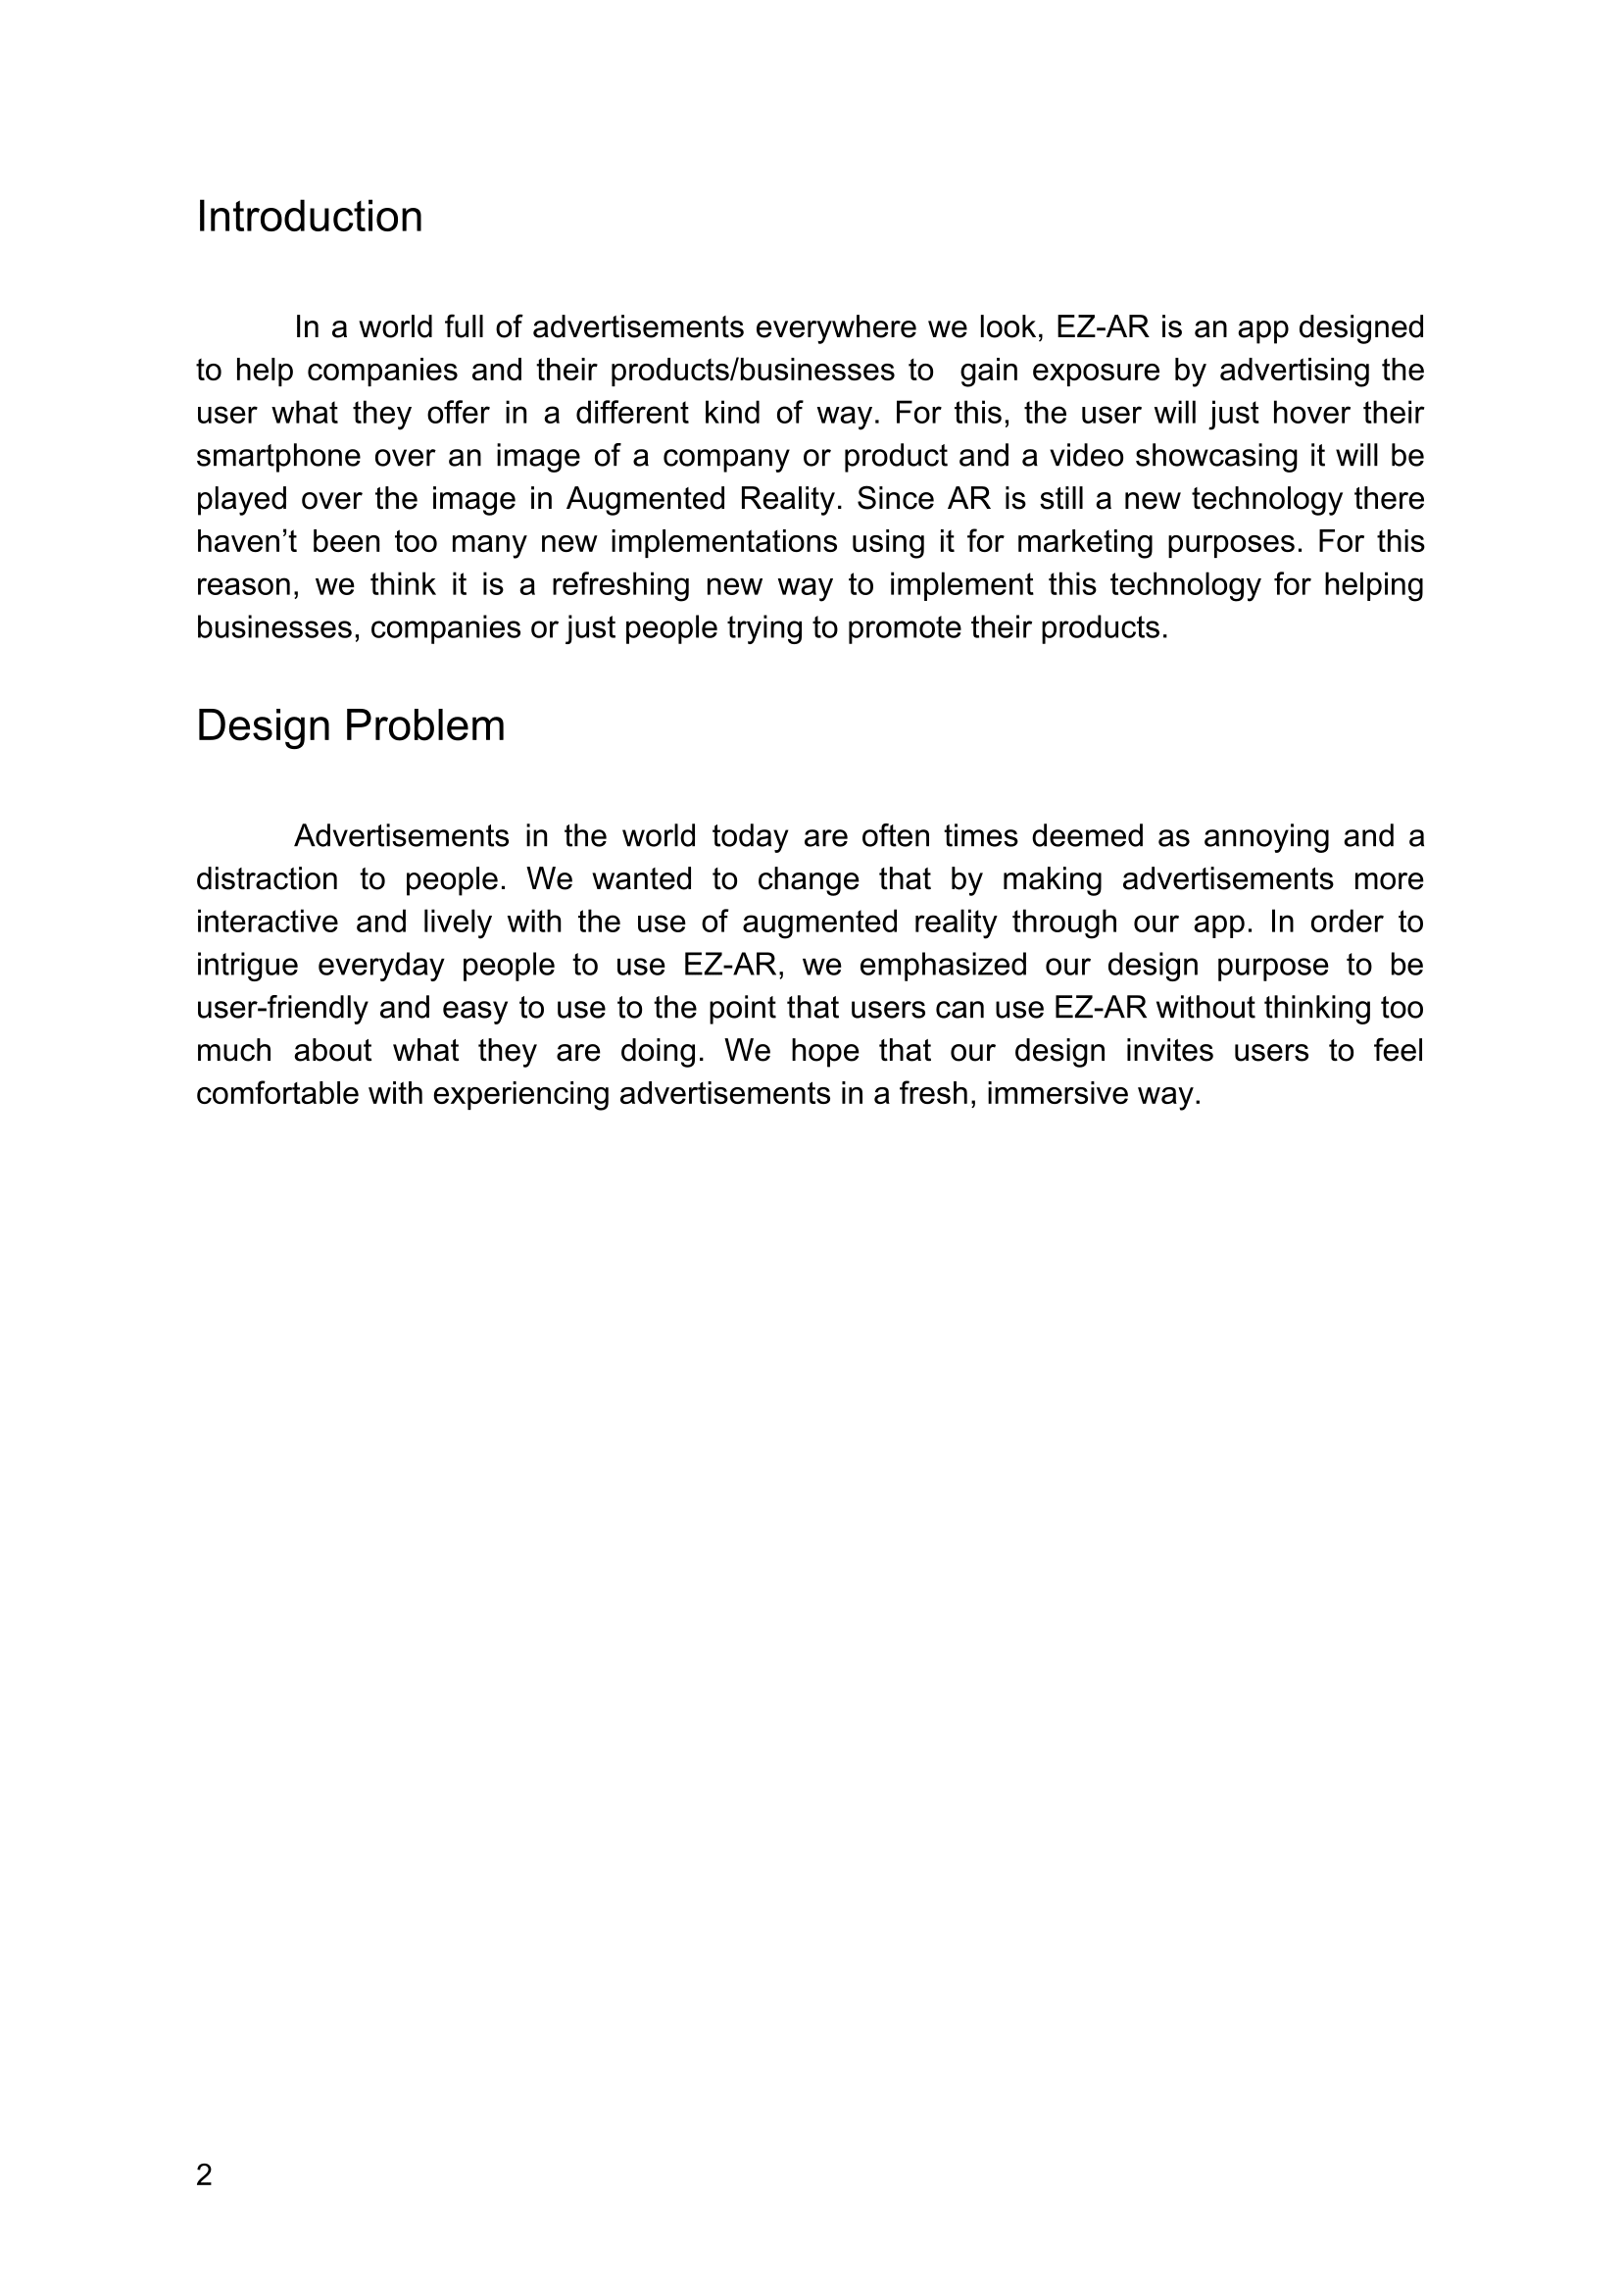 Introduction
In a world full of advertisements everywhere we look, EZ-AR is an app designed
to help companies and their products/businesses to  gain exposure by advertising the
user what they offer in a different kind of way. For this, the user will just hover their
smartphone over an image of a company or product and a video showcasing it will be
played over the image in Augmented Reality. Since AR is still a new technology there
haven’t been too many new implementations using it for marketing purposes. For this
reason, we think it is a refreshing new way to implement this technology for helping
businesses, companies or just people trying to promote their products.
Design Problem
Advertisements in the world today are often times deemed as annoying and a
distraction to people. We wanted to change that by making advertisements more
interactive and lively with the use of augmented reality through our app. In order to
intrigue everyday people to use EZ-AR, we emphasized our design purpose to be
user-friendly and easy to use to the point that users can use EZ-AR without thinking too
much about what they are doing. We hope that our design invites users to feel
comfortable with experiencing advertisements in a fresh, immersive way.
2